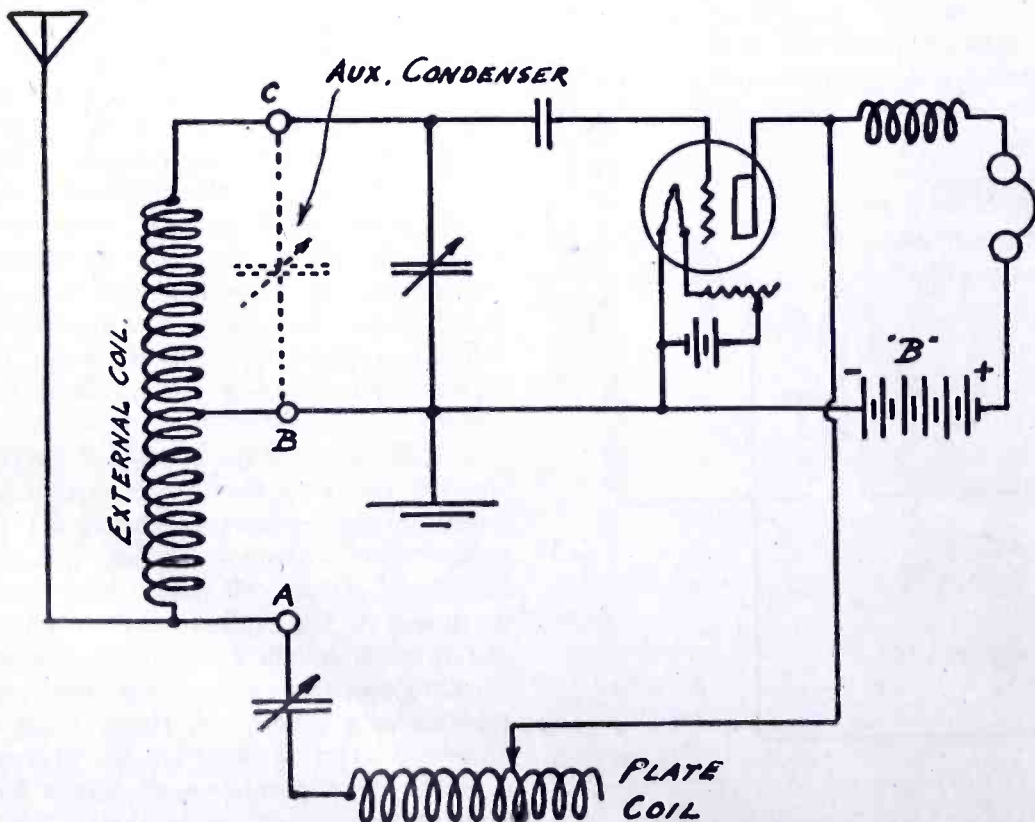 AUX. CONDENSER
C
"B"
- +
EXTERNAL COIL.
B
A
PLATE
COIL